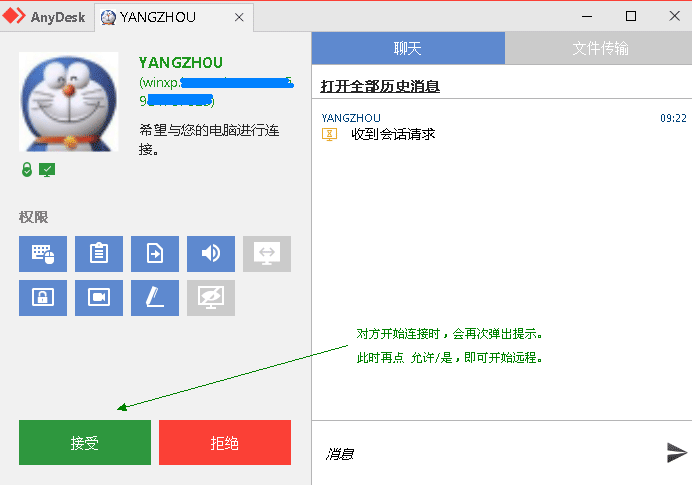 AnyDesk
YANGZHOU
YANGZHOU
(winxp.
希望与您的电脑进行连
接。
权限
接受
拒绝
聊天
文件传输
打开全部历史消息
YANGZHOU
09:22
收到会话请求
对方开始连接时，会再次弹出提示。
此时再点 允许/是，即可开始远程。
消息